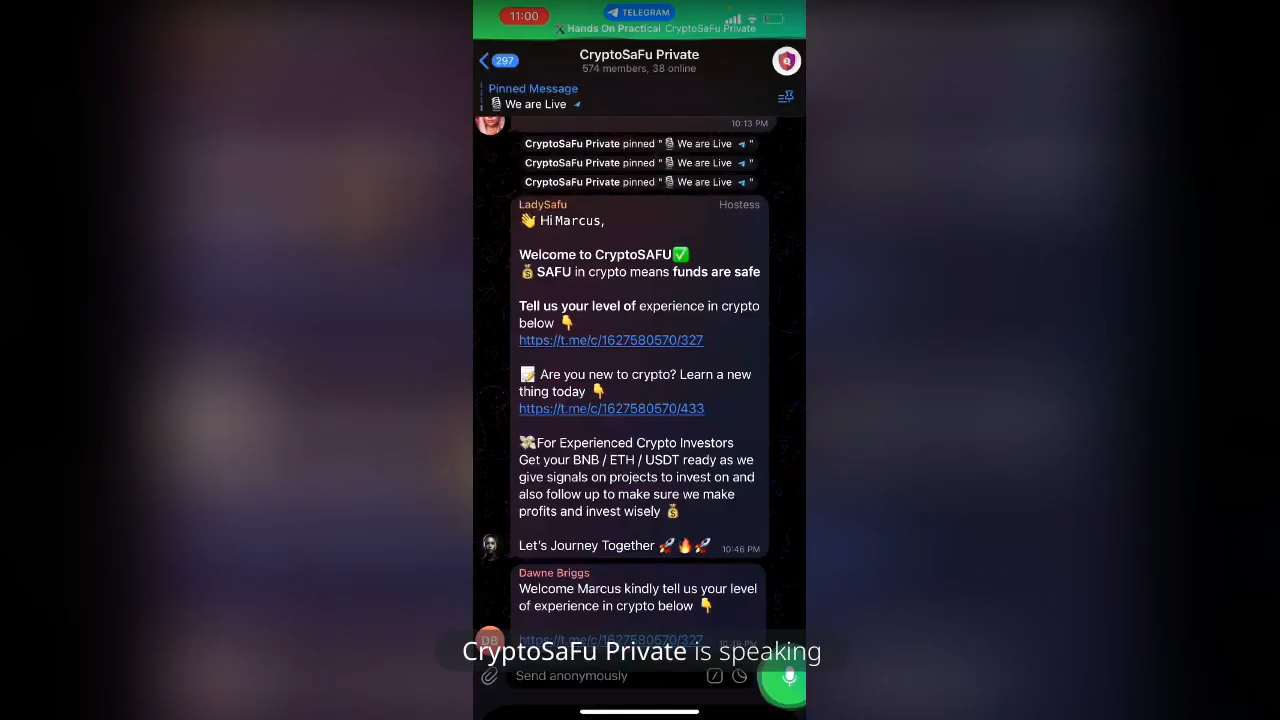 11:00
TELEGRAM
Hands On Practical CryptoSaFu Private
297
CryptoSaFu Private
574 members, 38 online
Pinned Message
🎙 We are Live
10:13 PM
CryptoSaFu Private pinned "🎙 We are Live"
CryptoSaFu Private pinned "🎙 We are Live"
CryptoSaFu Private pinned "🎙 We are Live"
LadySafu Hostess
👋 Hi Marcus,
Welcome to CryptoSAFU✅
💰SAFU in crypto means funds are safe
Tell us your level of experience in crypto
below 👇
https://t.me/c/1627580570/327
📝 Are you new to crypto? Learn a new
thing today 👇
https://t.me/c/1627580570/433
💸For Experienced Crypto Investors
Get your BNB / ETH / USDT ready as we
give signals on projects to invest on and
also follow up to make sure we make
profits and invest wisely 💰
Let's Journey Together 🚀🔥🚀
10:46 PM
Dawne Briggs
Welcome Marcus kindly tell us your level
of experience in crypto below 👇
https://t.me/c/1627580570/327
DB
CryptoSaFu Private is speaking
Send anonymously